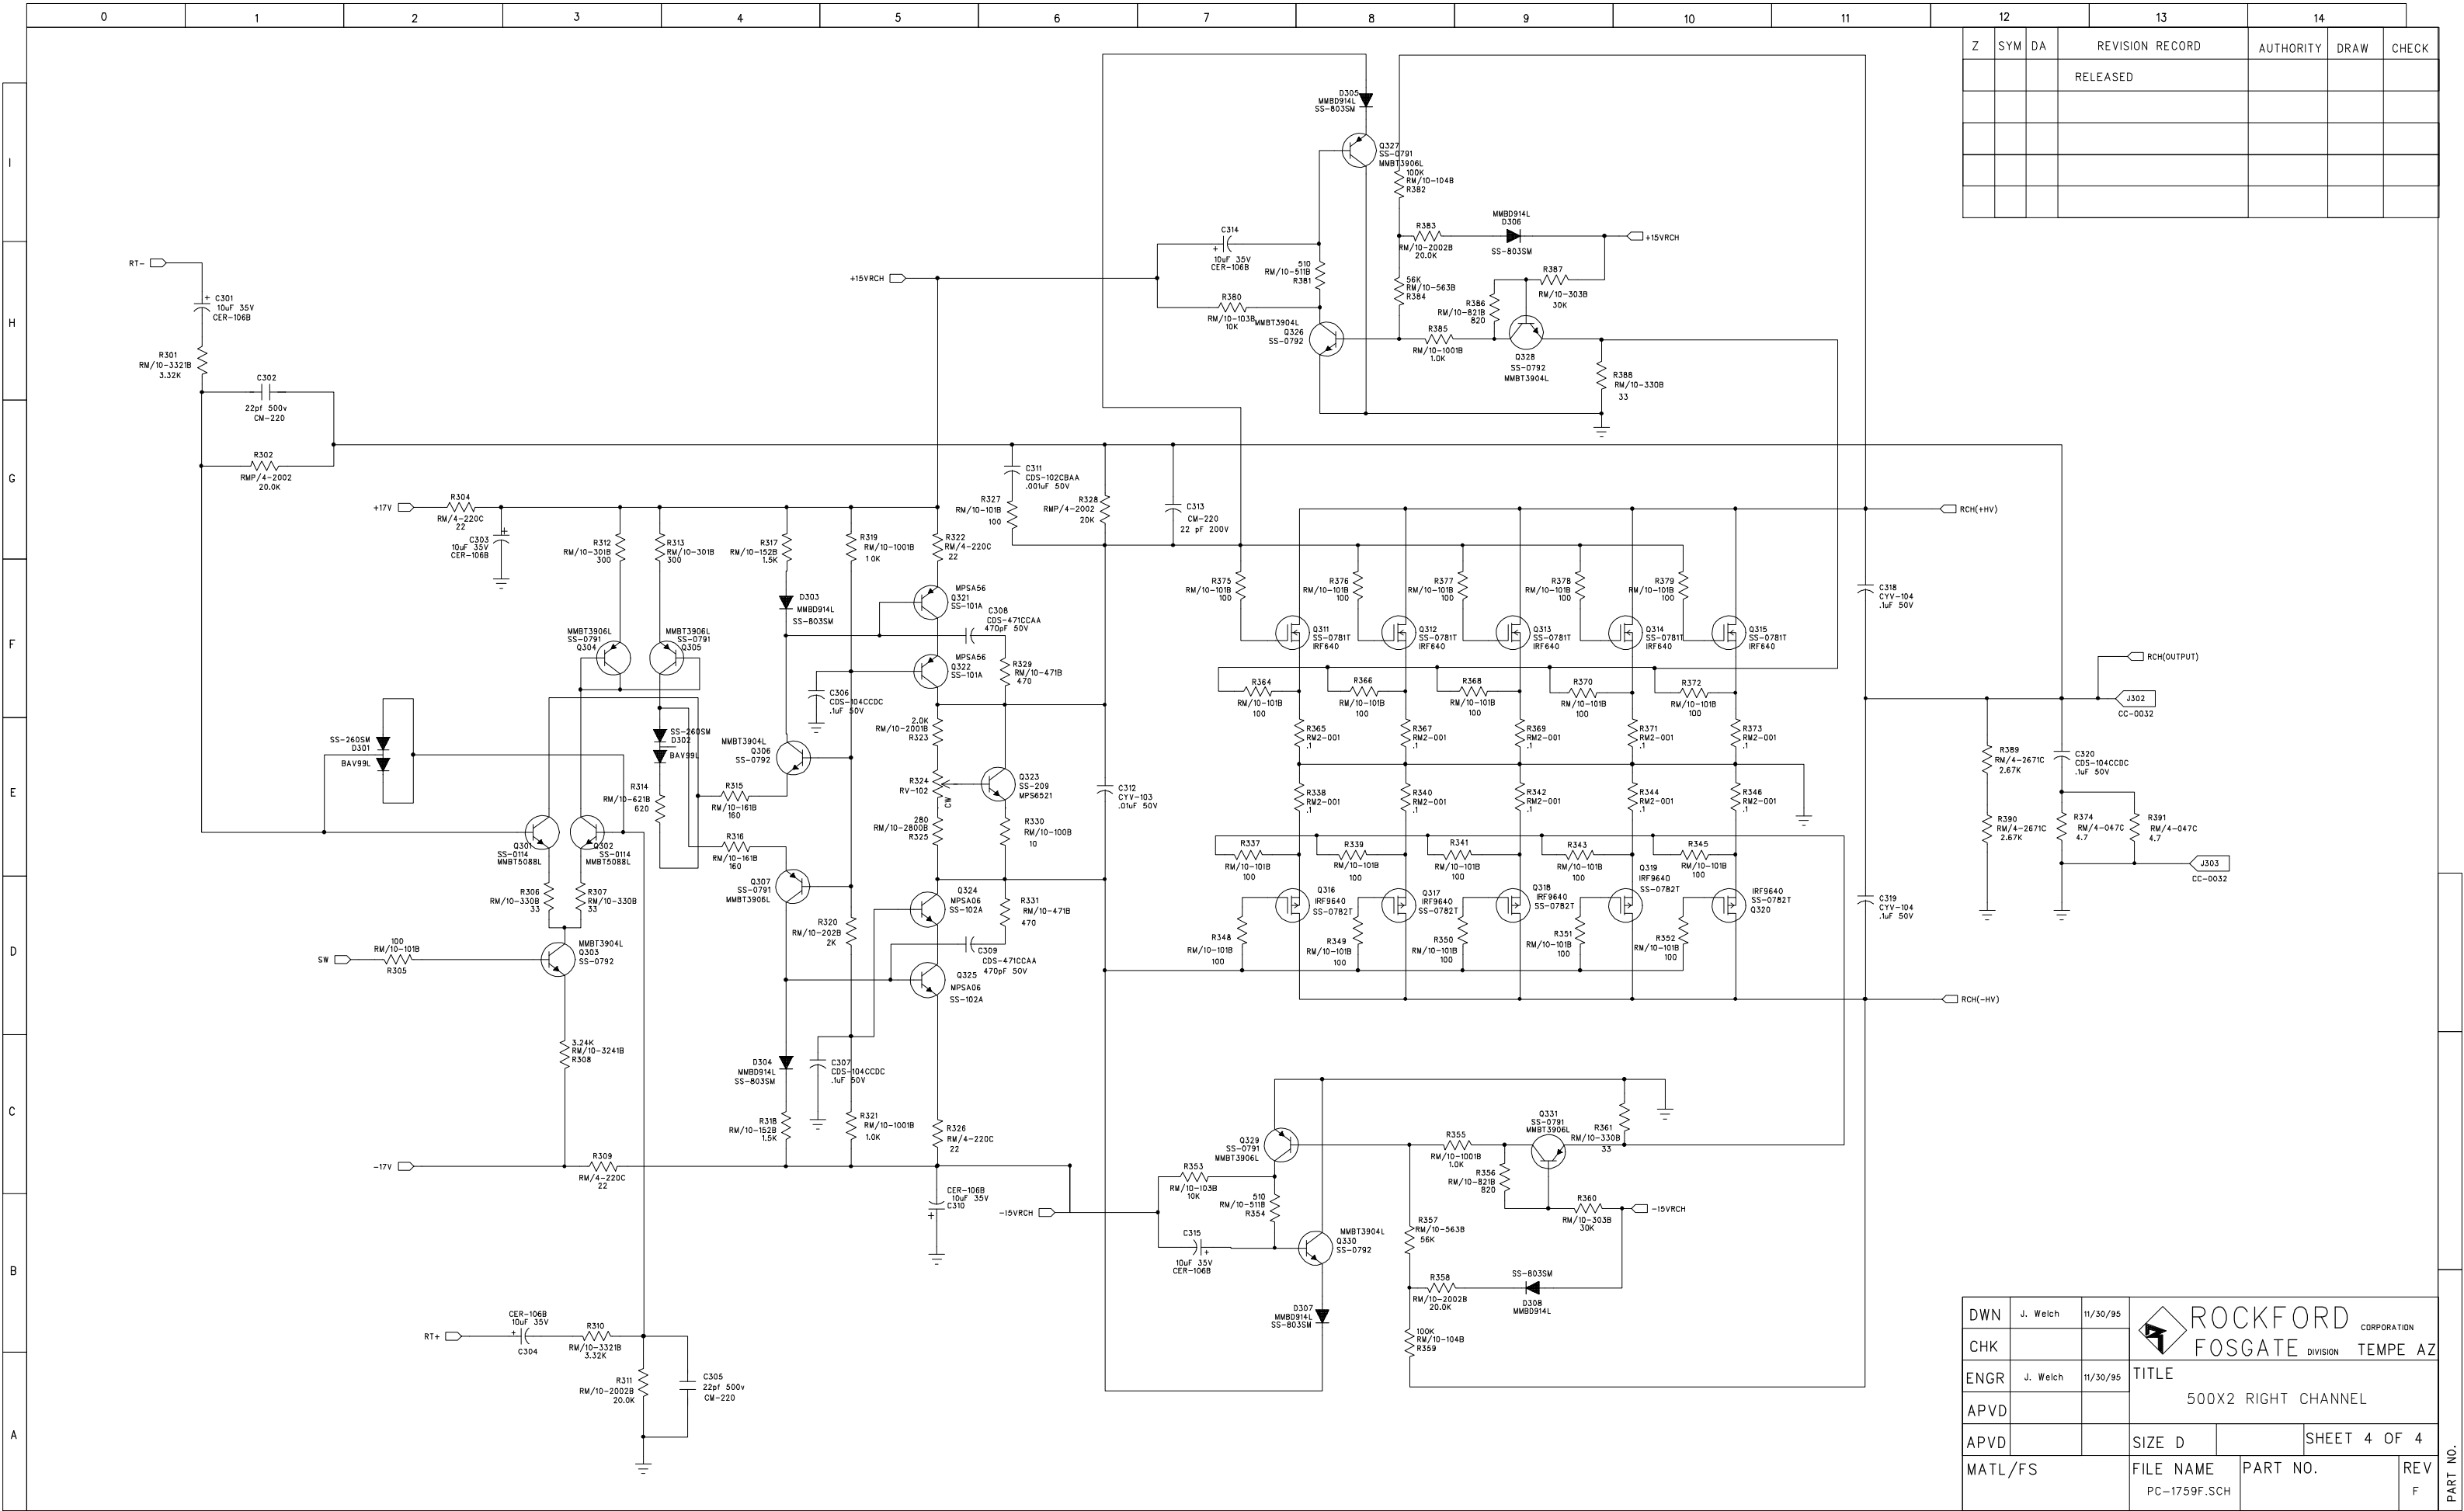 0 1 2 3 4 5 6 7 8 9 10 11 12 13 14
I
H
G
F
E
D
C
B
A
Z SYM DA REVISION RECORD AUTHORITY DRAW CHECK
RELEASED
RT-
C301
10uF 35V
CER-106B
R301
RM/10-3321B
3.32K
C302
22pf 500v
CM-220
R302
RMP/4-2002
20.0K
+17V
R304
RM/4-220C
22
C303
10uF 35V
CER-106B
R312
RM/10-301B
300
R313
RM/10-301B
300
R317
RM/10-152B
1.5K
R319
RM/10-1001B
1.0K
R322
RM/4-220C
22
+15VRCH
D303
MMBD914L
SS-803SM
MPSA56
Q321
SS-101A
C308
CDS-471CCAA
470pF 50V
MPSA56
Q322
SS-101A
R329
RM/10-471B
470
MMBT3906L
SS-0791
Q304
MMBT3906L
SS-0791
Q305
C306
CDS-104CCDC
.1uF 50V
SS-260SM
D301
BAV99L
SS-260SM
D302
BAV99L
MMBT3904L
Q306
SS-0792
2.0K
RM/10-2001B
R323
R324
RV-102
CW
280
RM/10-2800B
R325
Q323
SS-209
MPS6521
R330
RM/10-100B
10
R314
RM/10-621B
620
R315
RM/10-161B
160
R316
RM/10-161B
160
Q301
SS-0114
MMBT5088L
Q302
SS-0114
MMBT5088L
R306
RM/10-330B
33
R307
RM/10-330B
33
Q307
SS-0791
MMBT3906L
R320
RM/10-202B
2K
Q324
MPSA06
SS-102A
R331
RM/10-471B
470
C309
CDS-471CCAA
470pF 50V
Q325
MPSA06
SS-102A
SW
100
RM/10-101B
R305
MMBT3904L
Q303
SS-0792
3.24K
RM/10-3241B
R308
D304
MMBD914L
SS-803SM
C307
CDS-104CCDC
.1uF 50V
R318
RM/10-152B
1.5K
R321
RM/10-1001B
1.0K
R326
RM/4-220C
22
-17V
R309
RM/4-220C
22
CER-106B
10uF 35V
C310
-15VRCH
RT+
CER-106B
10uF 35V
C304
R310
RM/10-3321B
3.32K
R311
RM/10-2002B
20.0K
C305
22pf 500v
CM-220
D305
MMBD914L
SS-803SM
Q327
SS-0791
MMBT3906L
100K
RM/10-104B
R382
C314
10uF 35V
CER-106B
510
RM/10-511B
R381
R380
RM/10-103B
10K
MMBT3904L
Q326
SS-0792
R383
RM/10-2002B
20.0K
MMBD914L
D306
SS-803SM
+15VRCH
56K
RM/10-563B
R384
R387
RM/10-303B
30K
R386
RM/10-821B
820
R385
RM/10-1001B
1.0K
Q328
SS-0792
MMBT3904L
R388
RM/10-330B
33
C311
CDS-102CBAA
.001uF 50V
R327
RM/10-101B
100
R328
RMP/4-2002
20K
C313
CM-220
22 pF 200V
C312
CYV-103
.01uF 50V
R375
RM/10-101B
100
R376
RM/10-101B
100
R377
RM/10-101B
100
R378
RM/10-101B
100
R379
RM/10-101B
100
Q311
SS-0781T
IRF640
Q312
SS-0781T
IRF640
Q313
SS-0781T
IRF640
Q314
SS-0781T
IRF640
Q315
SS-0781T
IRF640
R364
RM/10-101B
100
R366
RM/10-101B
100
R368
RM/10-101B
100
R370
RM/10-101B
100
R372
RM/10-101B
100
R365
RM2-001
.1
R367
RM2-001
.1
R369
RM2-001
.1
R371
RM2-001
.1
R373
RM2-001
.1
R338
RM2-001
.1
R340
RM2-001
.1
R342
RM2-001
.1
R344
RM2-001
.1
R346
RM2-001
.1
R337
RM/10-101B
100
R339
RM/10-101B
100
R341
RM/10-101B
100
R343
RM/10-101B
100
R345
RM/10-101B
100
Q316
IRF9640
SS-0782T
Q317
IRF9640
SS-0782T
Q318
IRF9640
SS-0782T
Q319
IRF9640
SS-0782T
IRF9640
SS-0782T
Q320
R348
RM/10-101B
100
R349
RM/10-101B
100
R350
RM/10-101B
100
R351
RM/10-101B
100
R352
RM/10-101B
100
RCH(+HV)
C318
CYV-104
.1uF 50V
RCH(OUTPUT)
J302
CC-0032
R389
RM/4-2671C
2.67K
C320
CDS-104CCDC
.1uF 50V
R390
RM/4-2671C
2.67K
R374
RM/4-047C
4.7
R391
RM/4-047C
4.7
J303
CC-0032
C319
CYV-104
.1uF 50V
RCH(-HV)
Q329
SS-0791
MMBT3906L
R355
RM/10-1001B
1.0K
Q331
SS-0791
MMBT3906L
R361
RM/10-330B
33
R356
RM/10-821B
820
R353
RM/10-103B
10K
510
RM/10-511B
R354
R360
RM/10-303B
30K
-15VRCH
R357
RM/10-563B
56K
C315
10uF 35V
CER-106B
MMBT3904L
Q330
SS-0792
R358
RM/10-2002B
20.0K
SS-803SM
D308
MMBD914L
D307
MMBD914L
SS-803SM
100K
RM/10-104B
R359
DWN J. Welch 11/30/95
CHK
ENGR J. Welch 11/30/95
APVD
APVD
MATL/FS
ROCKFORD CORPORATION
FOSGATE DIVISION TEMPE AZ
TITLE
500X2 RIGHT CHANNEL
SIZE D SHEET 4 OF 4
FILE NAME PART NO. REV
PC-1759F.SCH F
PART NO.